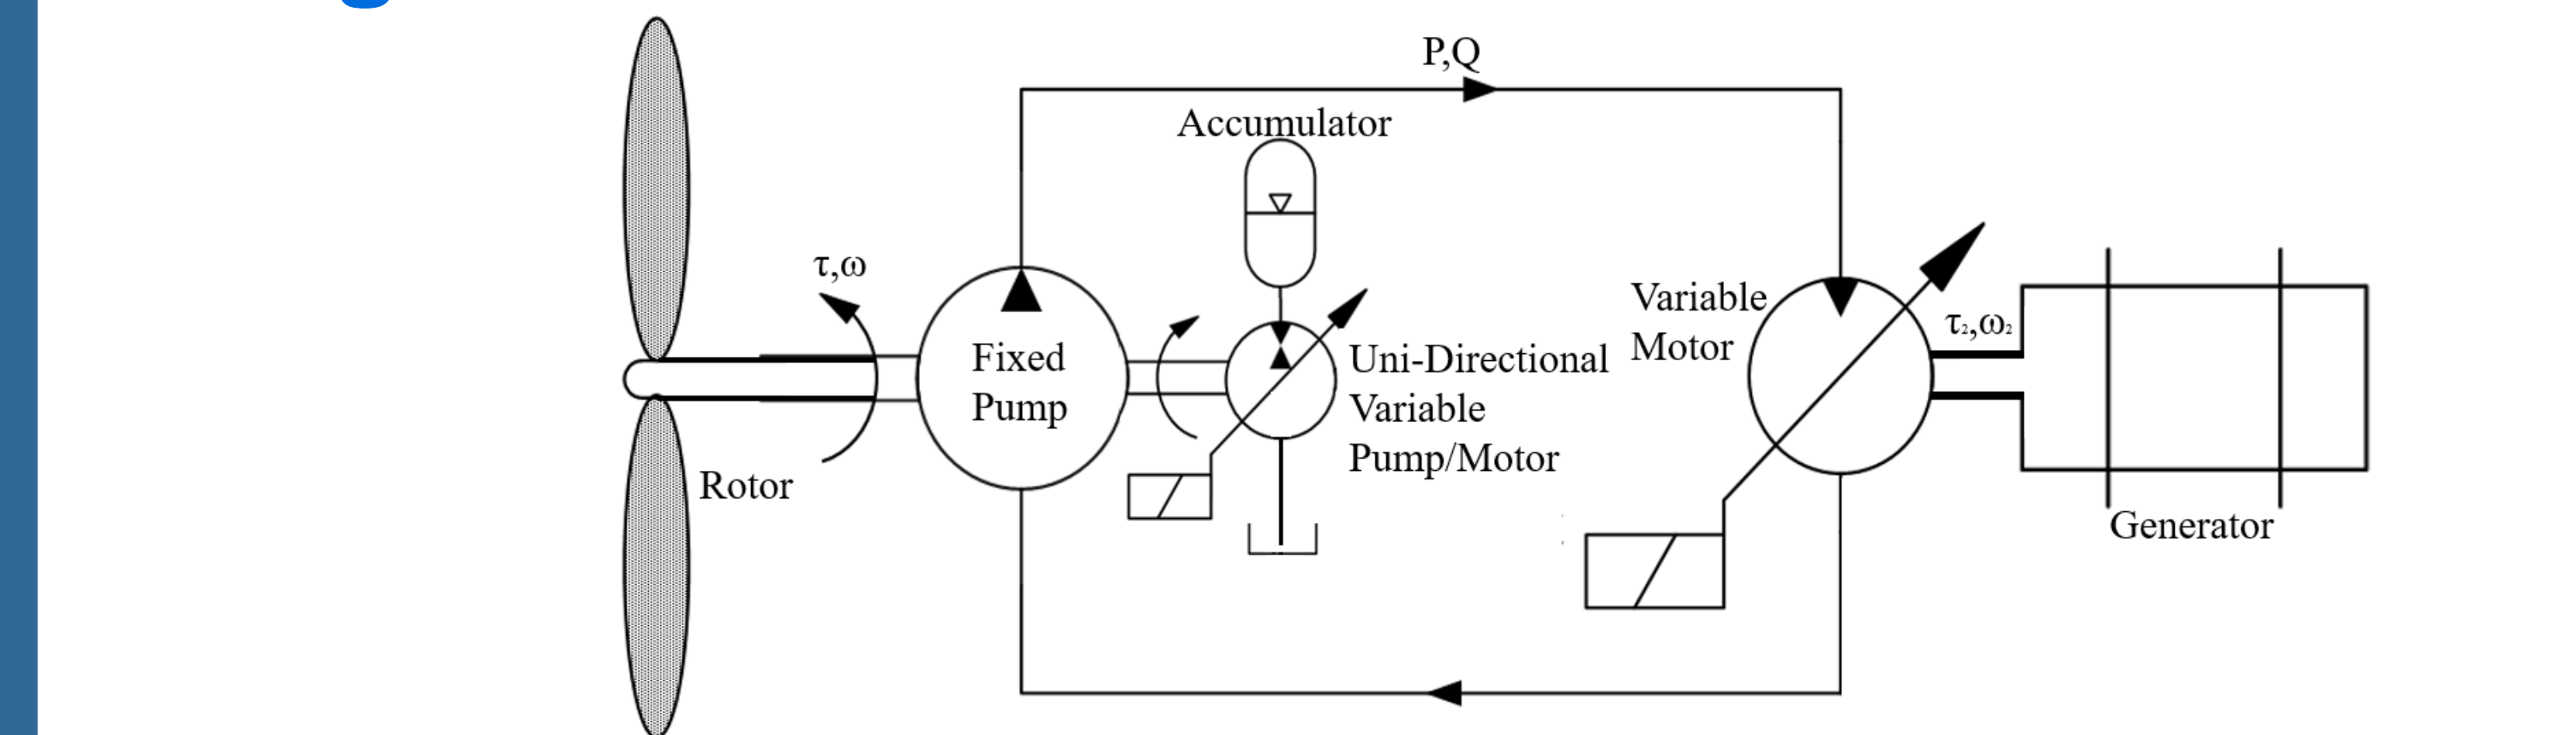 P,Q
Accumulator
τ,ω
Fixed
Pump
Rotor
Uni-Directional
Variable
Pump/Motor
Variable
Motor
τ₂,ω₂
Generator